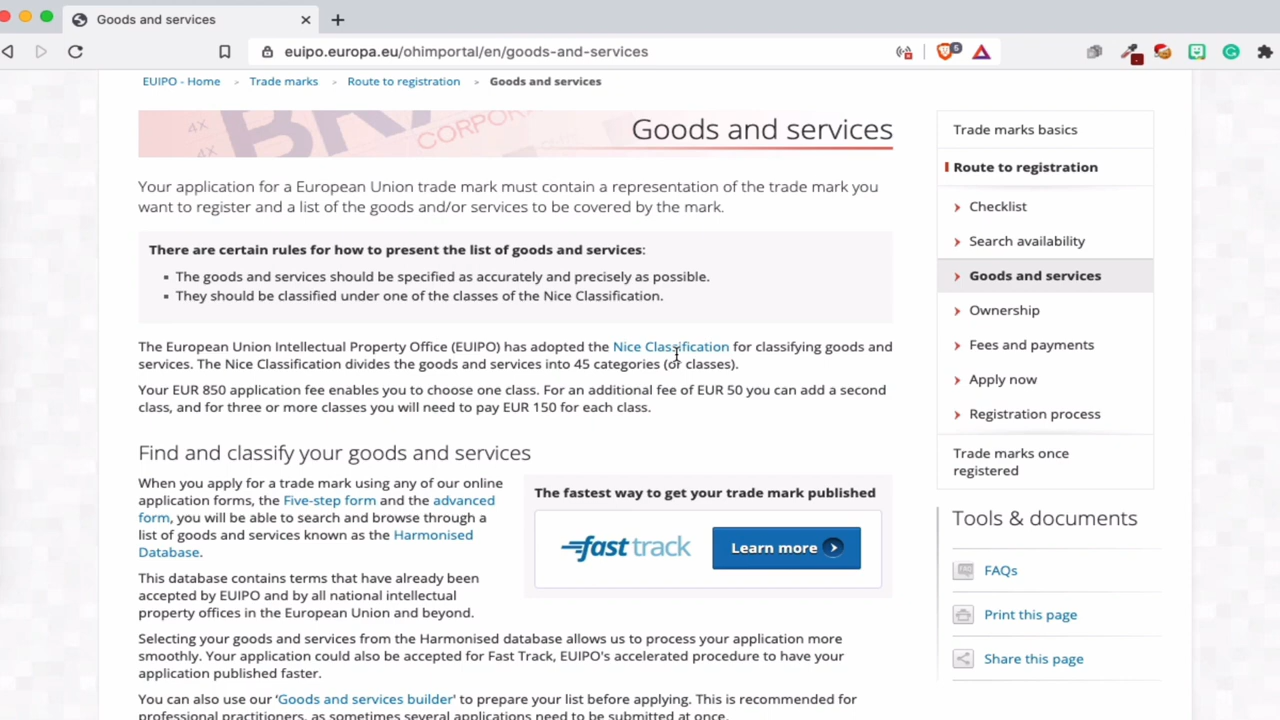 Goods and services
euipo.europa.eu/ohimportal/en/goods-and-services
5
EUIPO - Home > Trade marks > Route to registration > Goods and services
4X
4X
BRA
CORPOR
Goods and services
Your application for a European Union trade mark must contain a representation of the trade mark you
want to register and a list of the goods and/or services to be covered by the mark.
There are certain rules for how to present the list of goods and services:
The goods and services should be specified as accurately and precisely as possible.
They should be classified under one of the classes of the Nice Classification.
The European Union Intellectual Property Office (EUIPO) has adopted the Nice Classification for classifying goods and
services. The Nice Classification divides the goods and services into 45 categories (or classes).
Your EUR 850 application fee enables you to choose one class. For an additional fee of EUR 50 you can add a second
class, and for three or more classes you will need to pay EUR 150 for each class.
Find and classify your goods and services
When you apply for a trade mark using any of our online
application forms, the Five-step form and the advanced
form, you will be able to search and browse through a
list of goods and services known as the Harmonised
Database.
This database contains terms that have already been
accepted by EUIPO and by all national intellectual
property offices in the European Union and beyond.
The fastest way to get your trade mark published
fast track
Learn more
Selecting your goods and services from the Harmonised database allows us to process your application more
smoothly. Your application could also be accepted for Fast Track, EUIPO's accelerated procedure to have your
application published faster.
You can also use our 'Goods and services builder' to prepare your list before applying. This is recommended for
professional practitioners, as sometimes several applications need to be submitted at once.
Trade marks basics
Route to registration
Checklist
Search availability
Goods and services
Ownership
Fees and payments
Apply now
Registration process
Trade marks once
registered
Tools & documents
FAQs
Print this page
Share this page